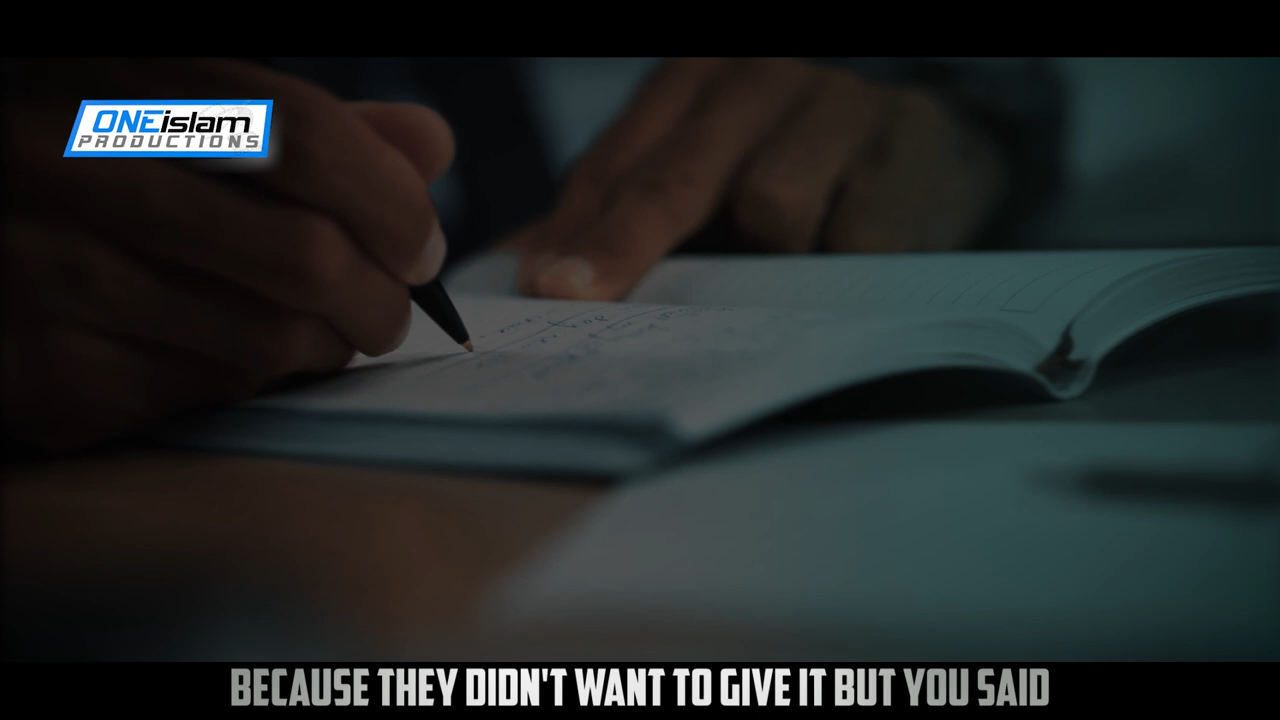 ONEislam
PRODUCTIONS
BECAUSE THEY DIDN'T WANT TO GIVE IT BUT YOU SAID